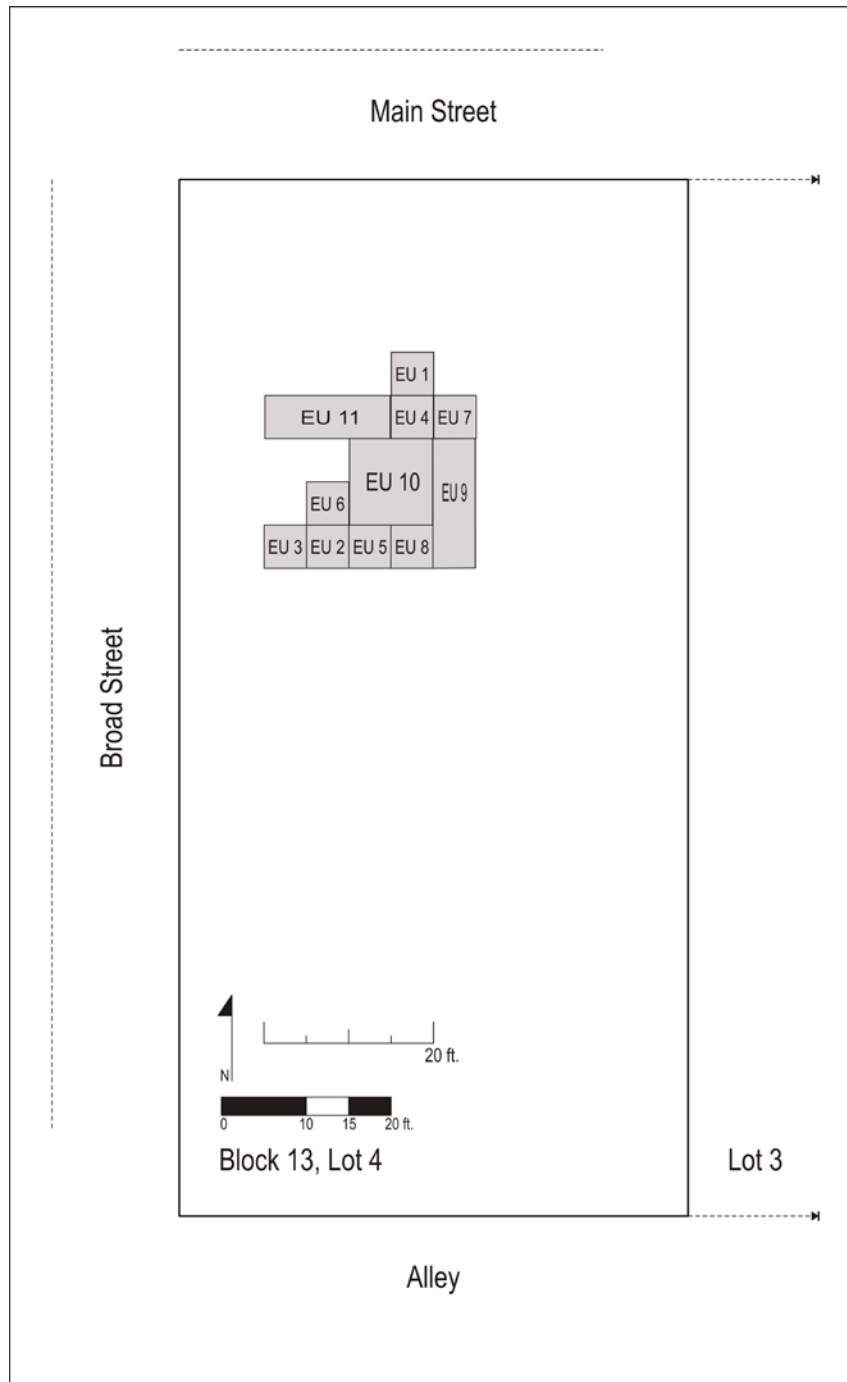 Main Street
EU 1
EU 11 EU 4 EU 7
EU 10 EU 9
EU 6
EU 3 EU 2 EU 5 EU 8
Broad Street
20 ft.
N
0 10 15 20 ft.
Block 13, Lot 4
Lot 3
Alley